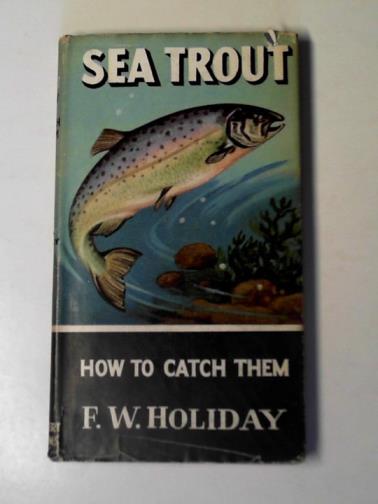 SEA TROUT
HOW TO CATCH THEM
F. W. HOLIDAY